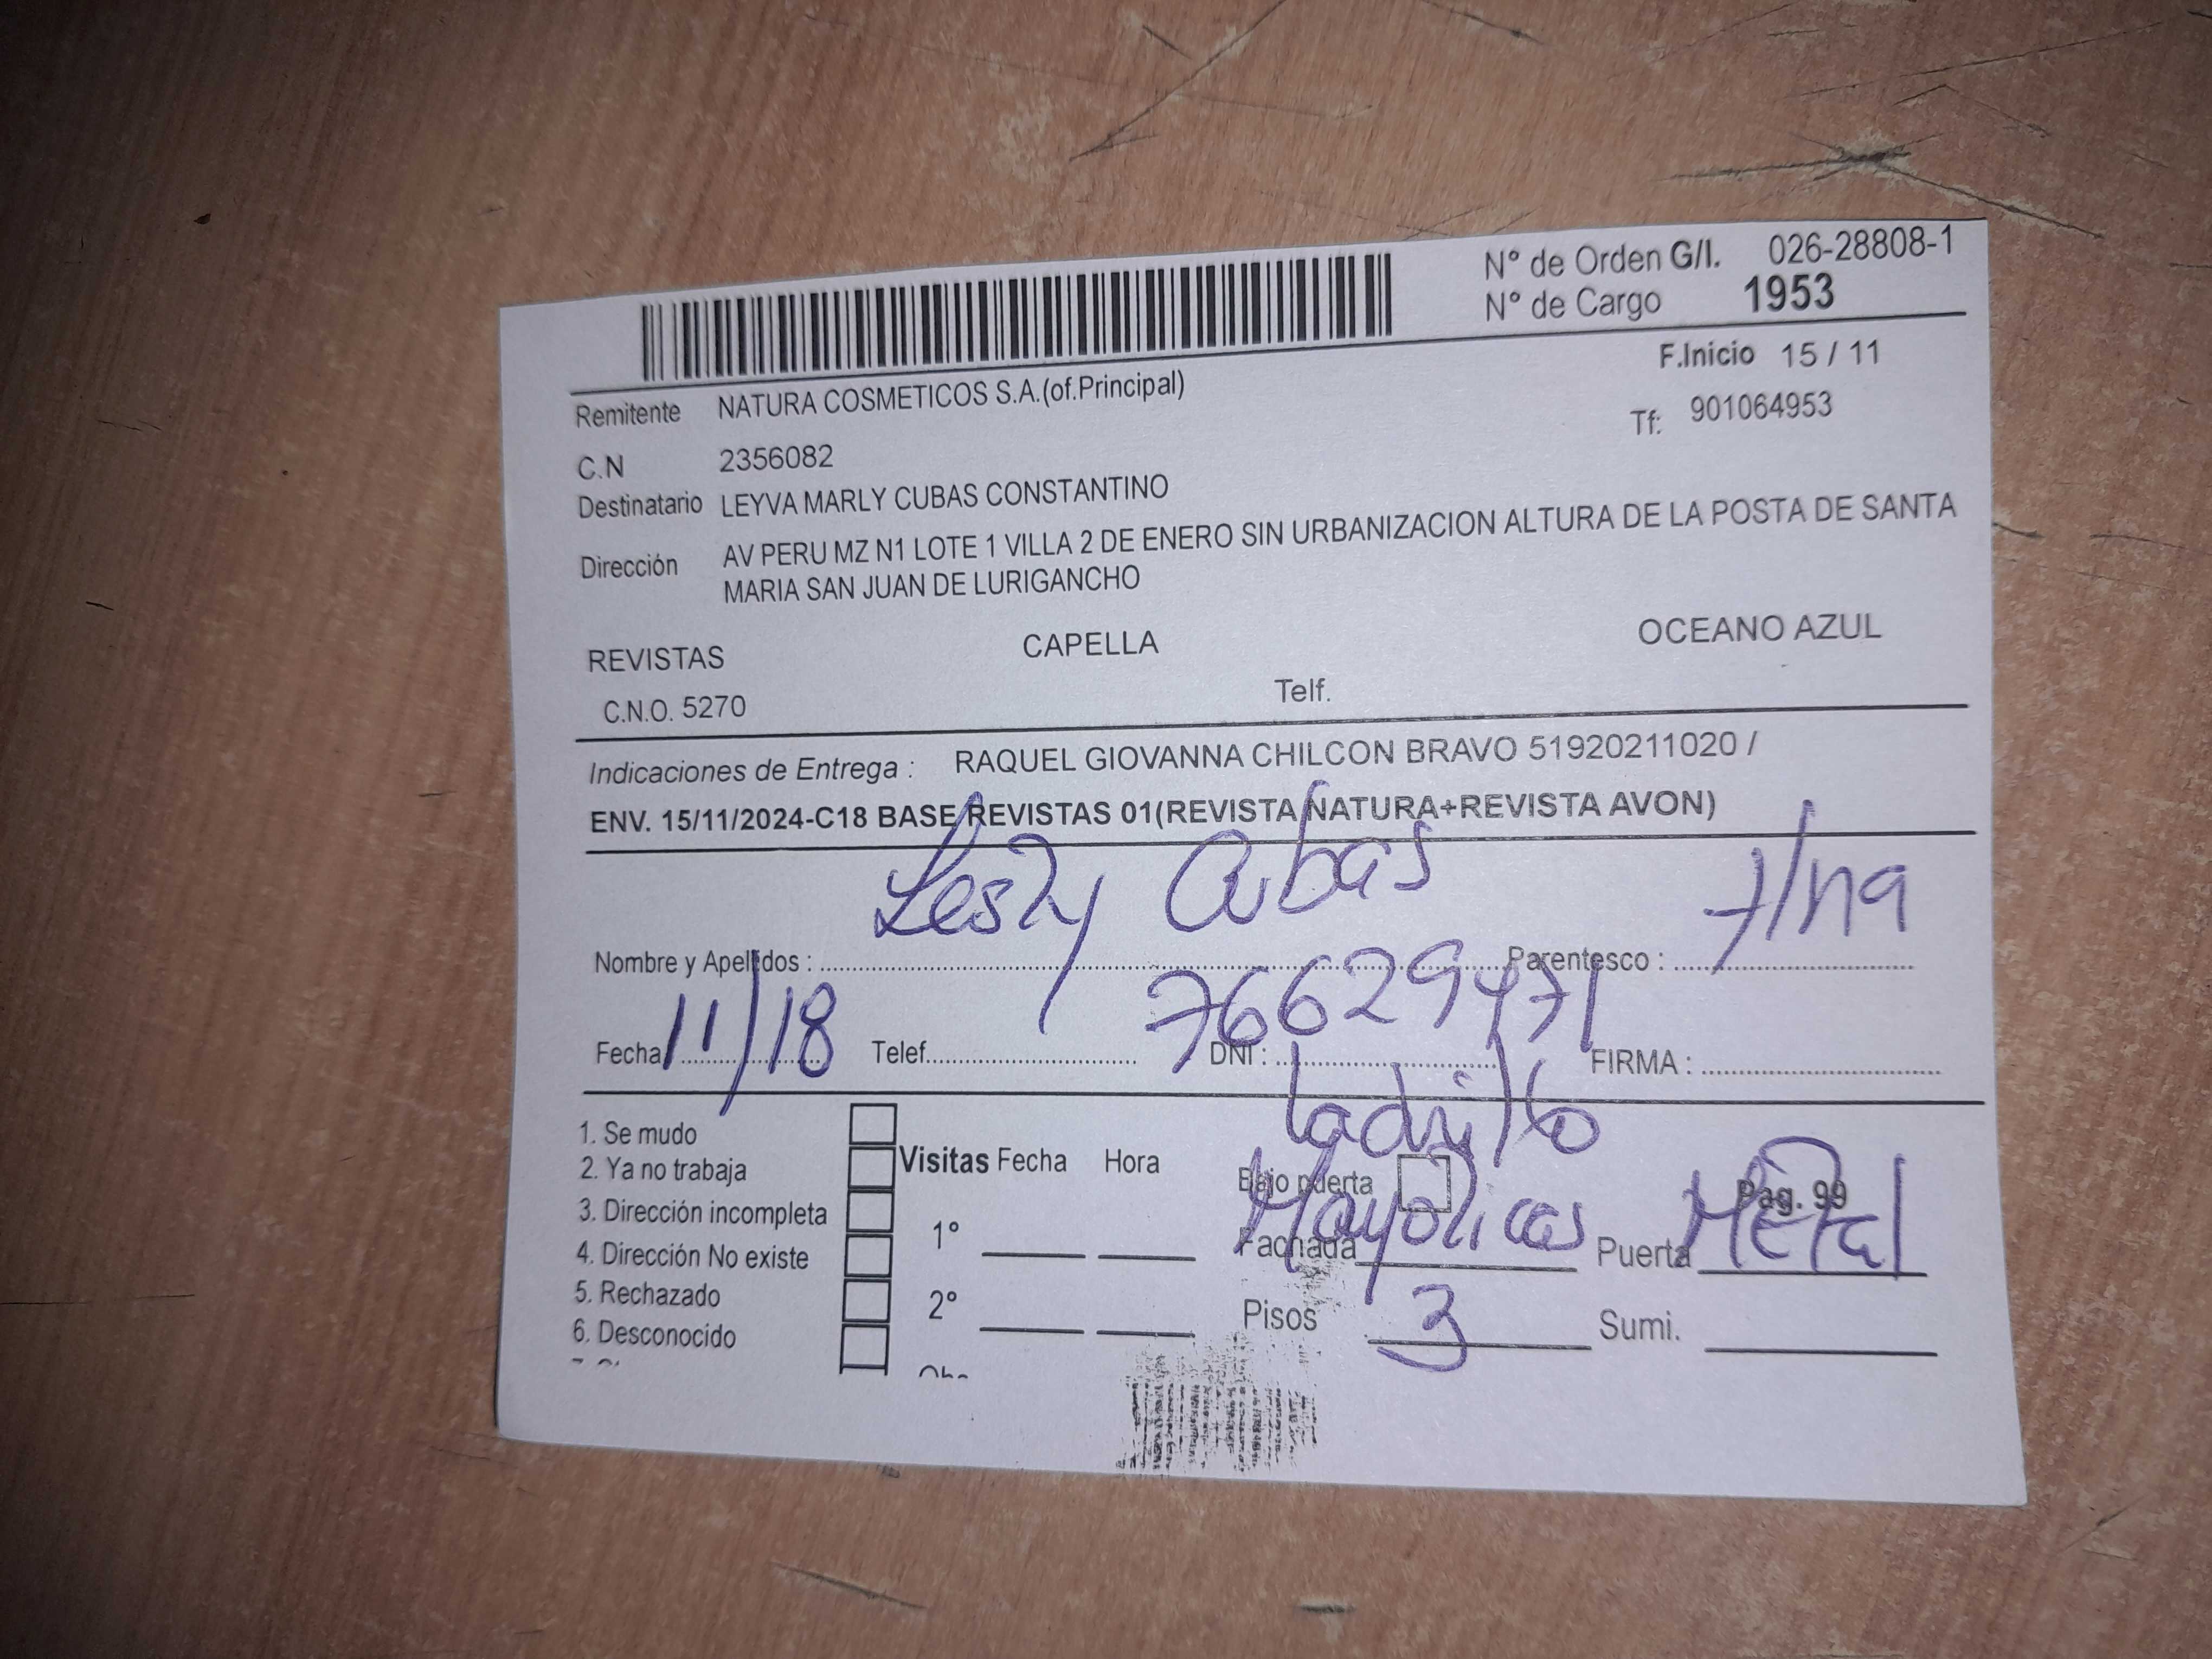 N° de Orden G/I. 026-28808-1
N° de Cargo 1953
F.Inicio 15 / 11
Remitente NATURA COSMETICOS S.A.(of.Principal)
Tf: 901064953
C.N 2356082
Destinatario LEYVA MARLY CUBAS CONSTANTINO
Dirección AV PERU MZ N1 LOTE 1 VILLA 2 DE ENERO SIN URBANIZACION ALTURA DE LA POSTA DE SANTA
MARIA SAN JUAN DE LURIGANCHO
REVISTAS CAPELLA OCEANO AZUL
C.N.O. 5270 Telf.
Indicaciones de Entrega : RAQUEL GIOVANNA CHILCON BRAVO 51920211020 /
ENV. 15/11/2024-C18 BASE REVISTAS 01(REVISTA NATURA+REVISTA AVON)
Nombre y Apellidos : Lesly Cubas Parentesco :
Fecha 11/18 Telef. DNI : 76629471 FIRMA :
ladrillo
1. Se mudo
2. Ya no trabaja
3. Dirección incompleta
4. Dirección No existe
5. Rechazado
6. Desconocido
Visitas Fecha Hora
1°
2°
Bajo puerta Pag. 99
Fachada Mayolicas Puerta Metal
Pisos 3 Sumi.